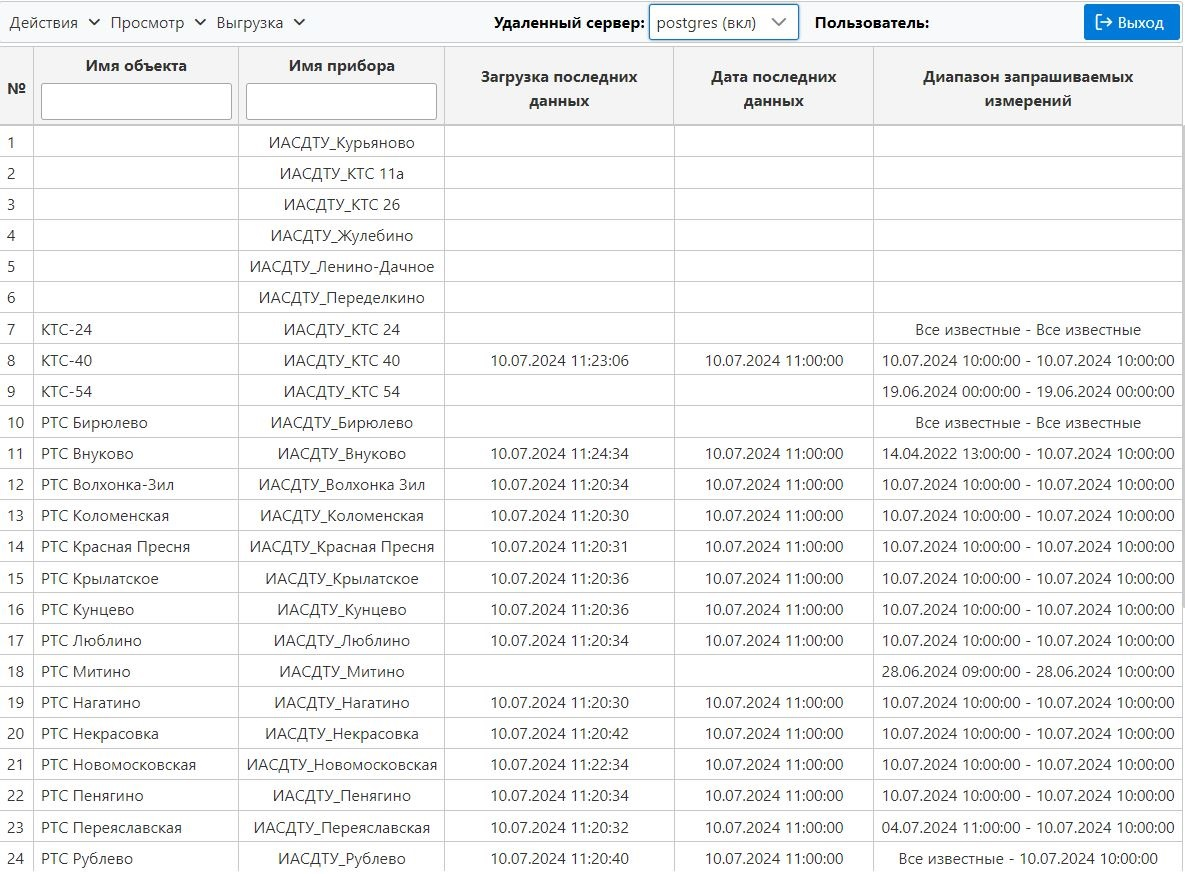 Действия Просмотр Выгрузка Удаленный сервер: postgres (вкл) Пользователь: Выход
№ Имя объекта Имя прибора Загрузка последних данных Дата последних данных Диапазон запрашиваемых измерений
1 ИАСДТУ_Курьяново
2 ИАСДТУ_КТС 11а
3 ИАСДТУ_КТС 26
4 ИАСДТУ_Жулебино
5 ИАСДТУ_Ленино-Дачное
6 ИАСДТУ_Переделкино
7 КТС-24 ИАСДТУ_КТС 24 Все известные - Все известные
8 КТС-40 ИАСДТУ_КТС 40 10.07.2024 11:23:06 10.07.2024 11:00:00 10.07.2024 10:00:00 - 10.07.2024 10:00:00
9 КТС-54 ИАСДТУ_КТС 54 19.06.2024 00:00:00 - 19.06.2024 00:00:00
10 РТС Бирюлево ИАСДТУ_Бирюлево Все известные - Все известные
11 РТС Внуково ИАСДТУ_Внуково 10.07.2024 11:24:34 10.07.2024 11:00:00 14.04.2022 13:00:00 - 10.07.2024 10:00:00
12 РТС Волхонка-Зил ИАСДТУ_Волхонка Зил 10.07.2024 11:20:34 10.07.2024 11:00:00 10.07.2024 10:00:00 - 10.07.2024 10:00:00
13 РТС Коломенская ИАСДТУ_Коломенская 10.07.2024 11:20:30 10.07.2024 11:00:00 10.07.2024 10:00:00 - 10.07.2024 10:00:00
14 РТС Красная Пресня ИАСДТУ_Красная Пресня 10.07.2024 11:20:31 10.07.2024 11:00:00 10.07.2024 10:00:00 - 10.07.2024 10:00:00
15 РТС Крылатское ИАСДТУ_Крылатское 10.07.2024 11:20:36 10.07.2024 11:00:00 10.07.2024 10:00:00 - 10.07.2024 10:00:00
16 РТС Кунцево ИАСДТУ_Кунцево 10.07.2024 11:20:36 10.07.2024 11:00:00 10.07.2024 10:00:00 - 10.07.2024 10:00:00
17 РТС Люблино ИАСДТУ_Люблино 10.07.2024 11:20:34 10.07.2024 11:00:00 10.07.2024 10:00:00 - 10.07.2024 10:00:00
18 РТС Митино ИАСДТУ_Митино 28.06.2024 09:00:00 - 28.06.2024 10:00:00
19 РТС Нагатино ИАСДТУ_Нагатино 10.07.2024 11:20:30 10.07.2024 11:00:00 10.07.2024 10:00:00 - 10.07.2024 10:00:00
20 РТС Некрасовка ИАСДТУ_Некрасовка 10.07.2024 11:20:42 10.07.2024 11:00:00 10.07.2024 10:00:00 - 10.07.2024 10:00:00
21 РТС Новомосковская ИАСДТУ_Новомосковская 10.07.2024 11:22:34 10.07.2024 11:00:00 10.07.2024 10:00:00 - 10.07.2024 10:00:00
22 РТС Пенягино ИАСДТУ_Пенягино 10.07.2024 11:20:34 10.07.2024 11:00:00 10.07.2024 10:00:00 - 10.07.2024 10:00:00
23 РТС Переяславская ИАСДТУ_Переяславская 10.07.2024 11:20:32 10.07.2024 11:00:00 04.07.2024 11:00:00 - 10.07.2024 10:00:00
24 РТС Рублево ИАСДТУ_Рублево 10.07.2024 11:20:40 10.07.2024 11:00:00 Все известные - 10.07.2024 10:00:00